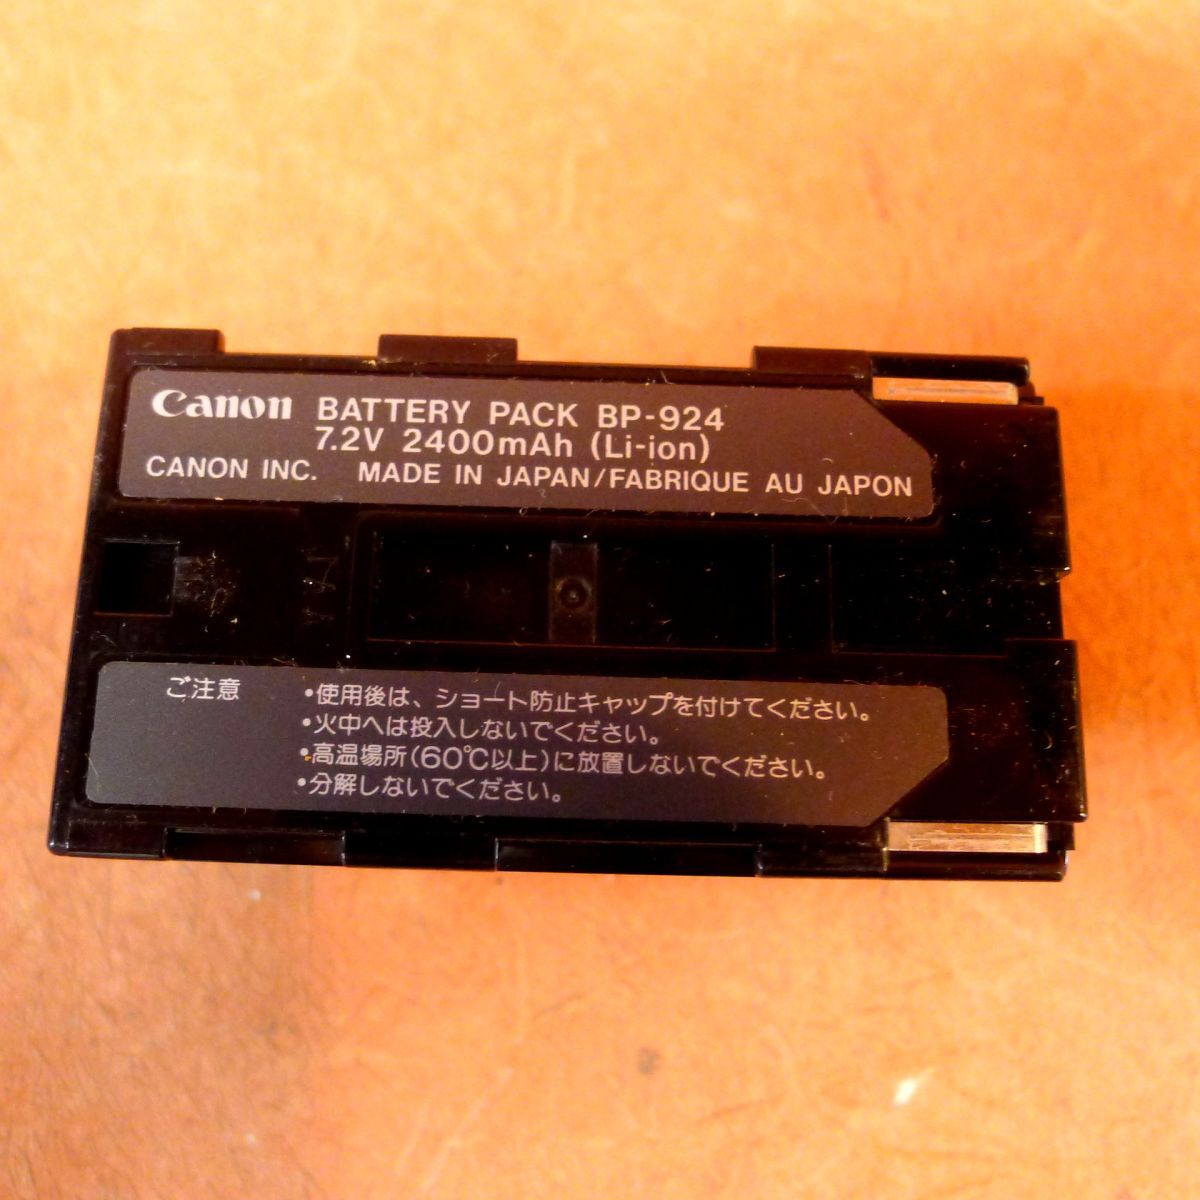 Canon BATTERY PACK BP-924
7.2V 2400mAh (Li-ion)
CANON INC. MADE IN JAPAN/FABRIQUE AU JAPON
ご注意 •使用後は、ショート防止キャップを付けてください。
•火中へは投入しないでください。
•高温場所(60℃以上)に放置しないでください。
•分解しないでください。